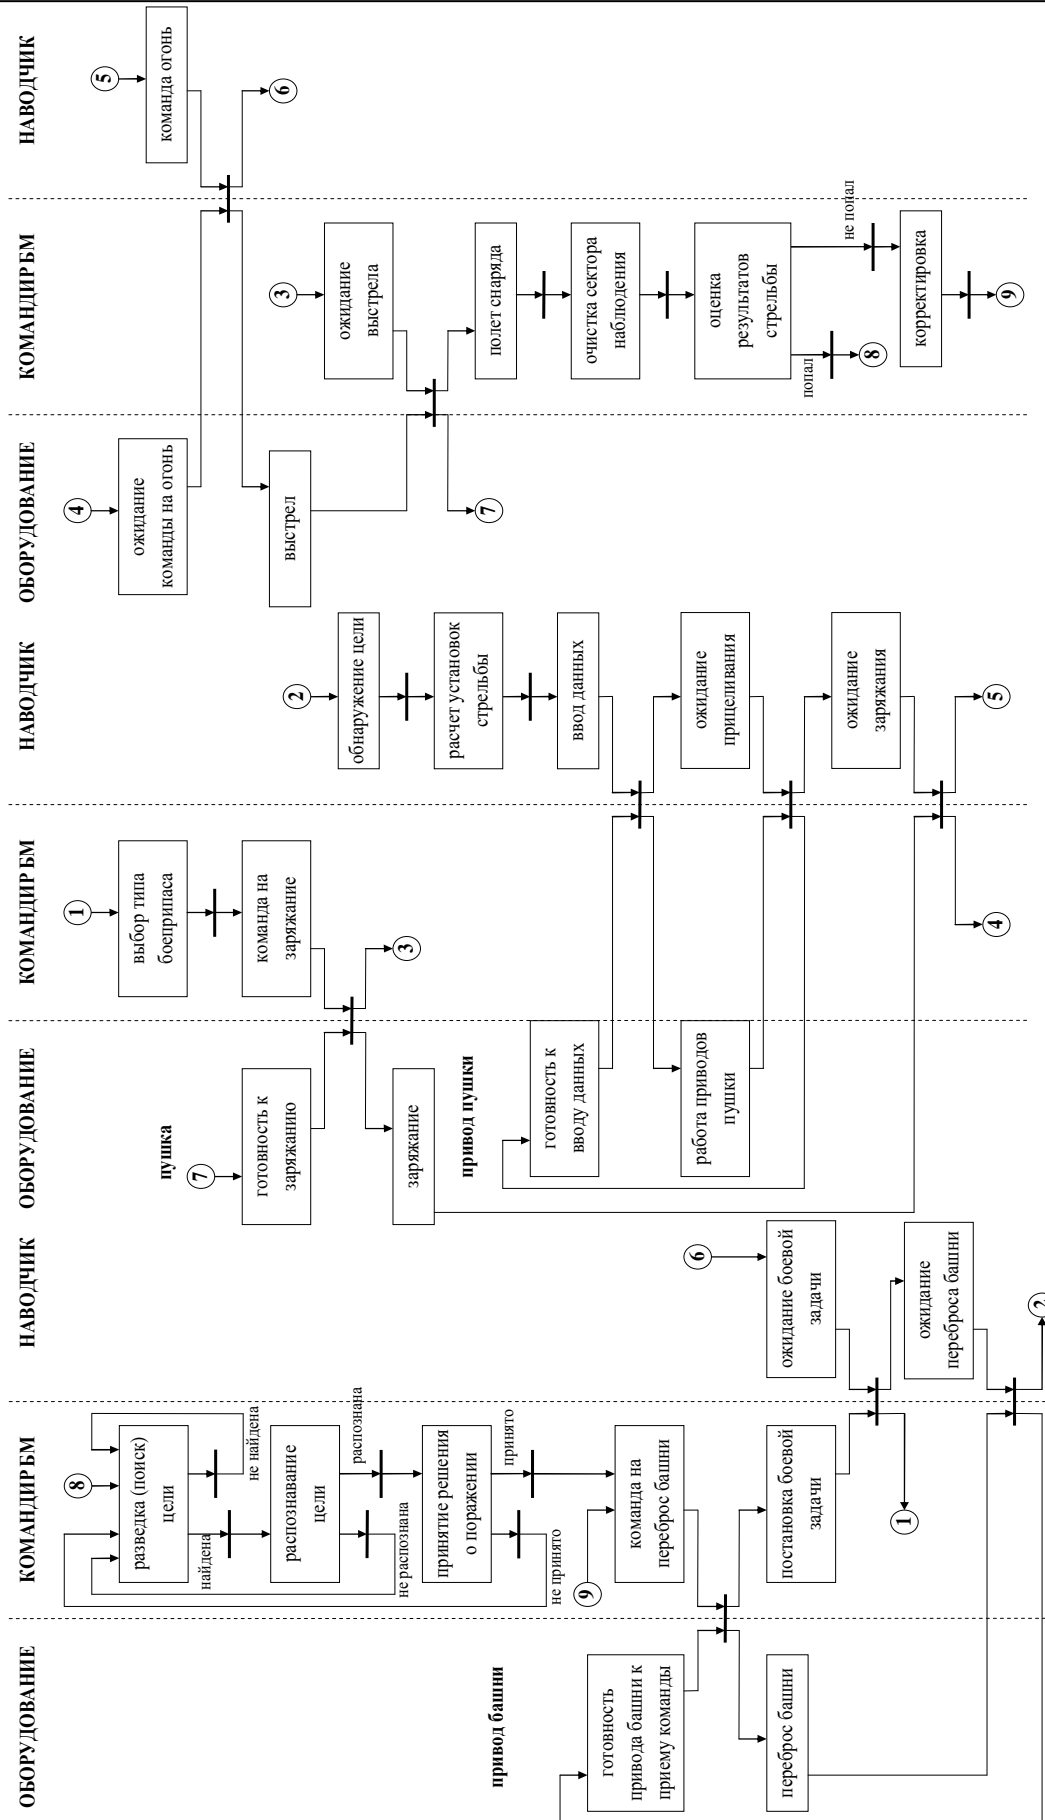 ОБОРУДОВАНИЕ
КОМАНДИР БМ
НАВОДЧИК
ОБОРУДОВАНИЕ
КОМАНДИР БМ
НАВОДЧИК
ОБОРУДОВАНИЕ
КОМАНДИР БМ
НАВОДЧИК
8
разведка (поиск)
цели
найдена
не найдена
распознавание
цели
не распознана
распознана
принятие решения
о поражении
не принято
принято
9
команда на
переброс башни
привод башни
готовность
привода башни к
приему команды
переброс башни
постановка боевой
задачи
6
ожидание боевой
задачи
1
ожидание
переброса башни
2
пушка
7
готовность к
заряжанию
заряжание
1
выбор типа
боеприпаса
команда на
заряжание
3
привод пушки
готовность к
вводу данных
работа приводов
пушки
2
обнаружение цели
расчет установок
стрельбы
ввод данных
ожидание
прицеливания
ожидание
заряжания
4
5
4
ожидание
команды на огонь
выстрел
7
5
команда огонь
6
3
ожидание
выстрела
полет снаряда
очистка сектора
наблюдения
оценка
результатов
стрельбы
попал
не попал
8
корректировка
9